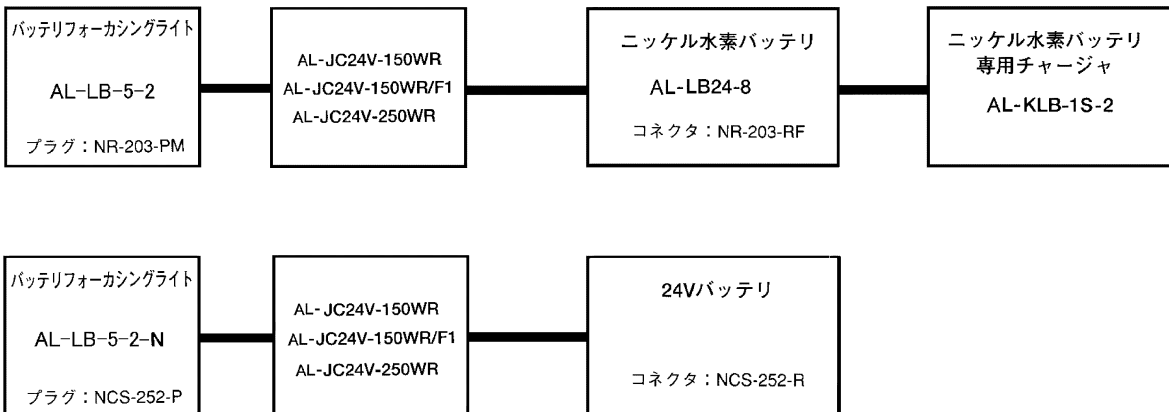 バッテリフォーカシングライト
AL-LB-5-2
プラグ：NR-203-PM
AL-JC24V-150WR
AL-JC24V-150WR/F1
AL-JC24V-250WR
ニッケル水素バッテリ
AL-LB24-8
コネクタ：NR-203-RF
ニッケル水素バッテリ
専用チャージャ
AL-KLB-1S-2
バッテリフォーカシングライト
AL-LB-5-2-N
プラグ：NCS-252-P
AL-JC24V-150WR
AL-JC24V-150WR/F1
AL-JC24V-250WR
24Vバッテリ
コネクタ：NCS-252-R